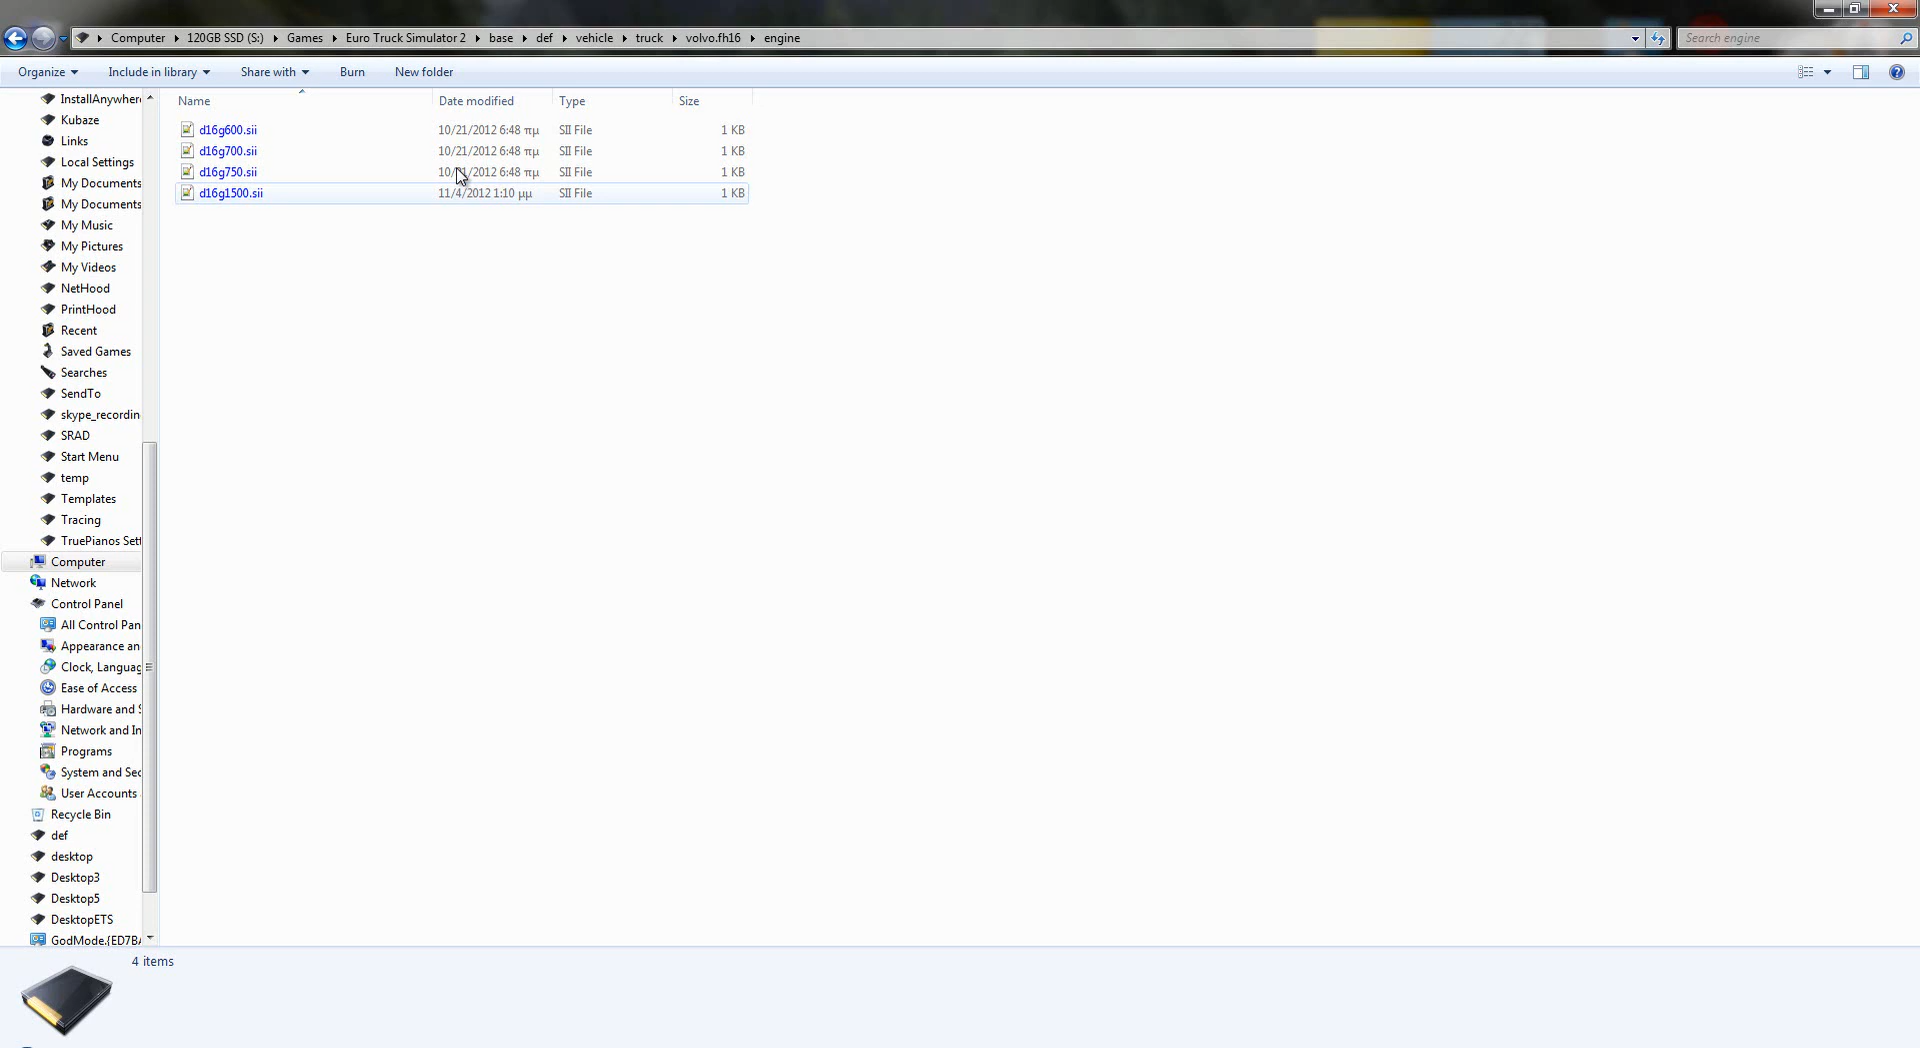 Computer 120GB SSD (S:) Games Euro Truck Simulator 2 base def vehicle truck volvo.fh16 engine
Search engine
Organize Include in library Share with Burn New folder
Name Date modified Type Size
d16g600.sii 10/21/2012 6:48 πμ SII File 1 KB
d16g700.sii 10/21/2012 6:48 πμ SII File 1 KB
d16g750.sii 6:48 πμ SII File 1 KB
d16g1500.sii 11/4/2012 1:10 μμ SII File 1 KB
InstallAnywher
Kubaze
Links
Local Settings
My Documents
My Documents
My Music
My Pictures
My Videos
NetHood
PrintHood
Recent
Saved Games
Searches
SendTo
skype_recordin
SRAD
Start Menu
temp
Templates
Tracing
TruePianos Sett
Computer
Network
Control Panel
All Control Pan
Appearance an
Clock, Languag
Ease of Access
Hardware and S
Network and In
Programs
System and Sec
User Accounts
Recycle Bin
def
desktop
Desktop3
Desktop5
DesktopETS
GodMode.{ED7BA
4 items